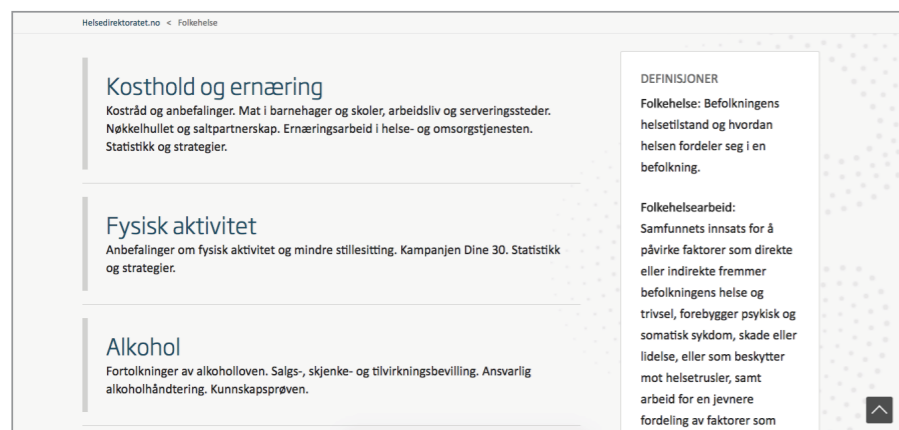 Helsedirektoratet.no < Folkehelse
Kosthold og ernæring
Kostråd og anbefalinger. Mat i barnehager og skoler, arbeidsliv og serveringssteder.
Nøkkelhullet og saltpartnerskap. Ernæringsarbeid i helse- og omsorgstjenesten.
Statistikk og strategier.
Fysisk aktivitet
Anbefalinger om fysisk aktivitet og mindre stillesitting. Kampanjen Dine 30. Statistikk
og strategier.
Alkohol
Fortolkninger av alkoholloven. Salgs-, skjenke- og tilvirkningsbevilling. Ansvarlig
alkoholhåndtering. Kunnskapsprøven.
DEFINISJONER
Folkehelse: Befolkningens
helsetilstand og hvordan
helsen fordeler seg i en
befolkning.
Folkehelsearbeid:
Samfunnets innsats for å
påvirke faktorer som direkte
eller indirekte fremmer
befolkningens helse og
trivsel, forebygger psykisk og
somatisk sykdom, skade eller
lidelse, eller som beskytter
mot helsetrusler, samt
arbeid for en jevnere
fordeling av faktorer som